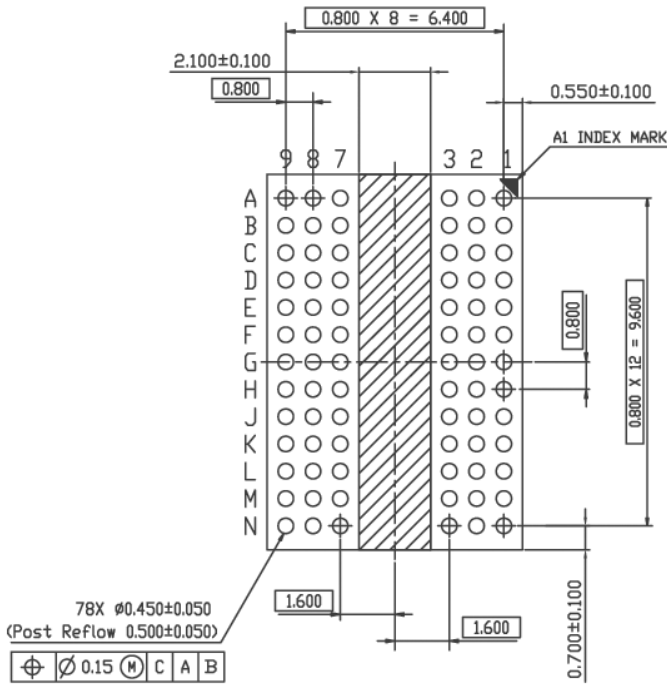 0.800 X 8 = 6.400
2.100±0.100
0.800
0.550±0.100
A1 INDEX MARK
9 8 7 3 2 1
A
B
C
D
E
F
G
H
J
K
L
M
N
0.800
0.800 X 12 = 9.600
1.600
1.600
0.700±0.100
78X ⌀0.450±0.050
(Post Reflow 0.500±0.050)
⌖ ⌀ 0.15 Ⓜ C A B